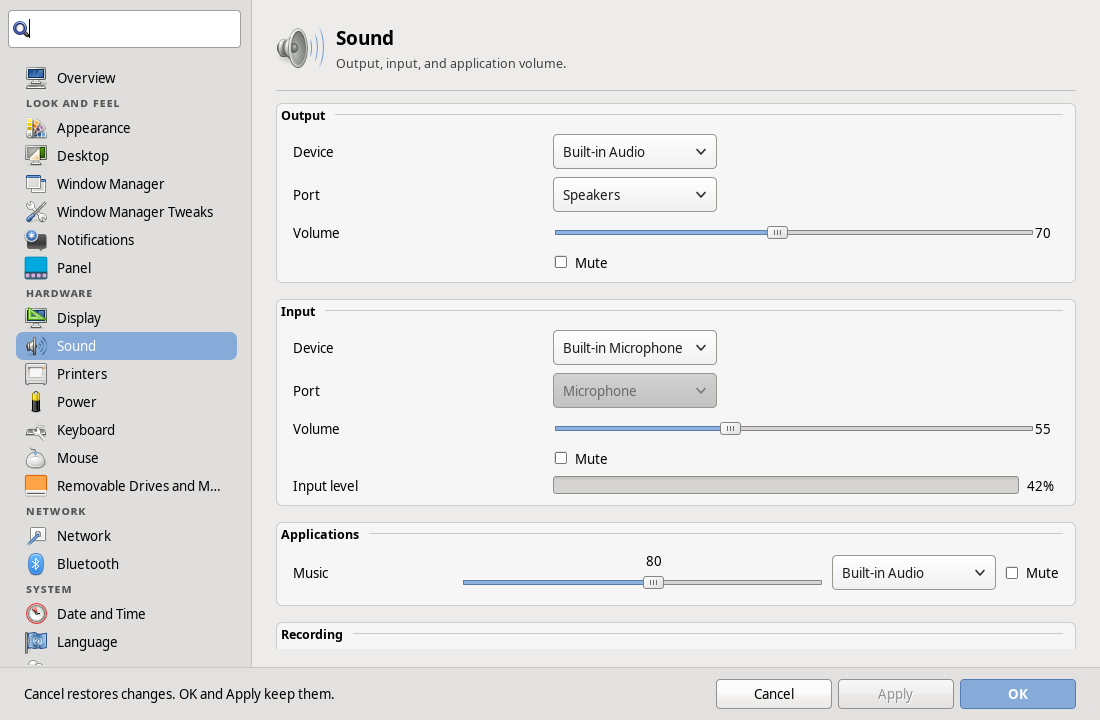 Overview
LOOK AND FEEL
Appearance
Desktop
Window Manager
Window Manager Tweaks
Notifications
Panel
HARDWARE
Display
Sound
Printers
Power
Keyboard
Mouse
Removable Drives and M...
NETWORK
Network
Bluetooth
SYSTEM
Date and Time
Language
Sound
Output, input, and application volume.
Output
Device Built-in Audio
Port Speakers
Volume 70
Mute
Input
Device Built-in Microphone
Port Microphone
Volume 55
Mute
Input level 42%
Applications
80
Music Built-in Audio Mute
Recording
Cancel restores changes. OK and Apply keep them. Cancel Apply OK